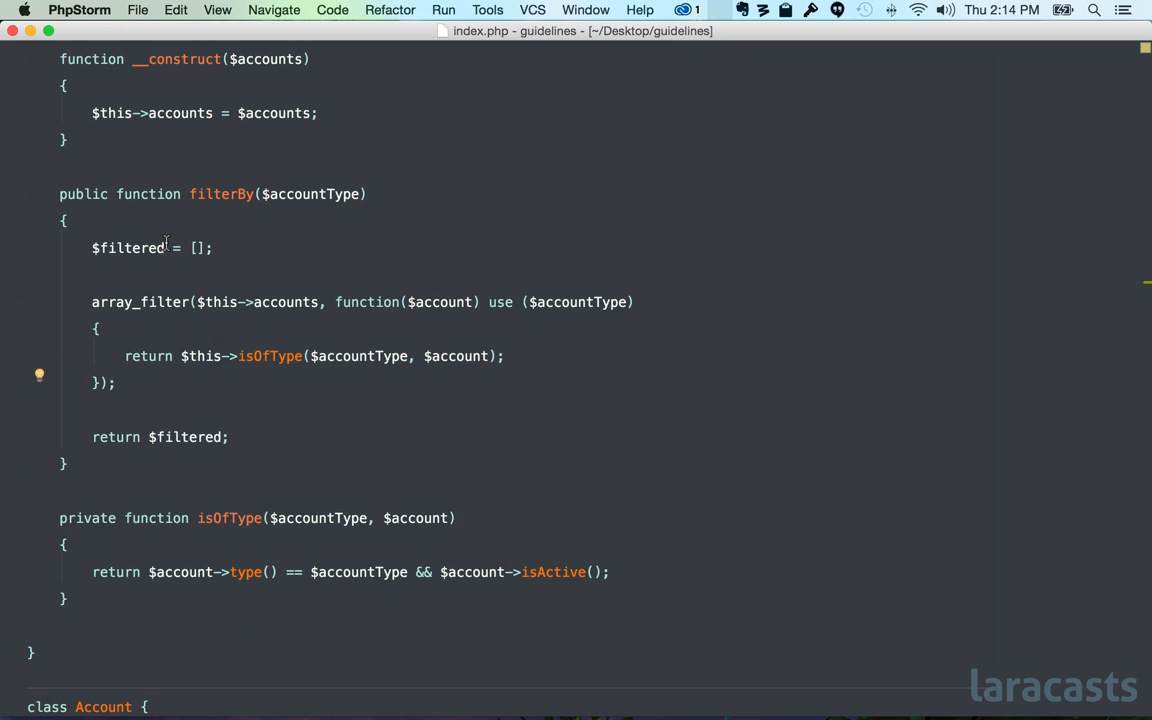 PhpStorm File Edit View Navigate Code Refactor Run Tools VCS Window Help 1 Thu 2:14 PM
index.php - guidelines - [~/Desktop/guidelines]
function __construct($accounts)
{
$this->accounts = $accounts;
}
public function filterBy($accountType)
{
$filtered = [];
array_filter($this->accounts, function($account) use ($accountType)
{
return $this->isOfType($accountType, $account);
});
return $filtered;
}
private function isOfType($accountType, $account)
{
return $account->type() == $accountType && $account->isActive();
}
}
laracasts
class Account {